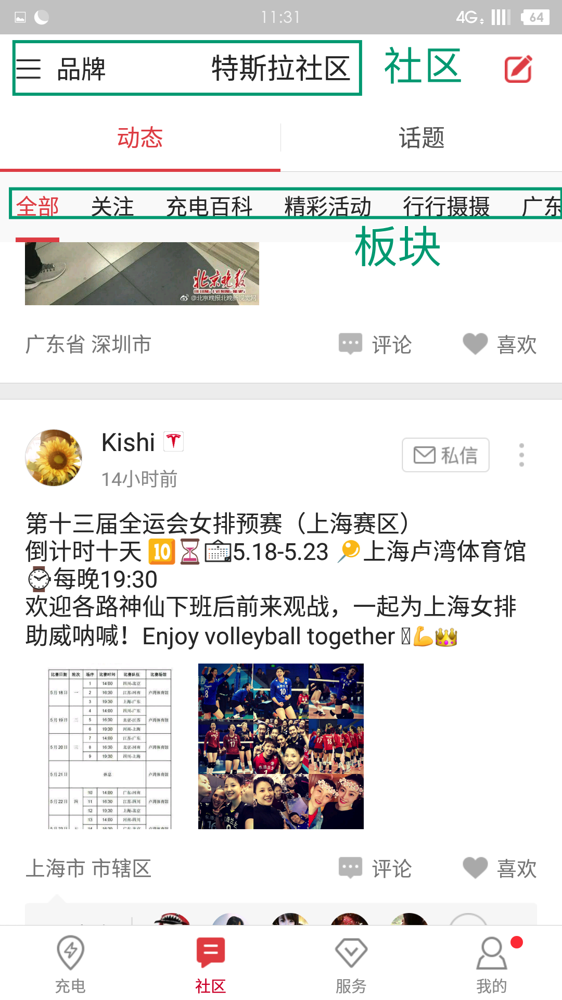 11:31
4G
64
品牌
特斯拉社区
社区
动态
话题
全部 关注 充电百科 精彩活动 行行摄摄 广东
板块
北京晚报
BEIJING EVENING NEWS
@北京晚报北晚新视觉网
广东省 深圳市
评论
喜欢
Kishi
14小时前
私信
第十三届全运会女排预赛（上海赛区）
倒计时十天 🔟⏳📅5.18-5.23 📍上海卢湾体育馆
⌚每晚19:30
欢迎各路神仙下班后前来观战，一起为上海女排
助威呐喊！Enjoy volleyball together 💪👑
比赛日期 轮次 场序 比赛时间 比赛队伍 比赛场馆
5月18日 一 卢湾体育馆
1 14:00 四川-北京
2 16:30 江苏-河南
3 19:30 上海-广东
5月19日 二 卢湾体育馆
4 14:00 四川-广东
5 16:30 北京-江苏
6 19:30 河南-上海
5月20日 三 卢湾体育馆
7 14:00 江苏-广东
8 16:30 北京-河南
9 19:30 四川-上海
5月21日 休息 卢湾体育馆
5月22日 四 卢湾体育馆
10 14:00 广东-河南
11 16:30 江苏-四川
12 19:30 上海-北京
13 14:00 河南-四川
上海市 市辖区
评论
喜欢
充电
社区
服务
我的